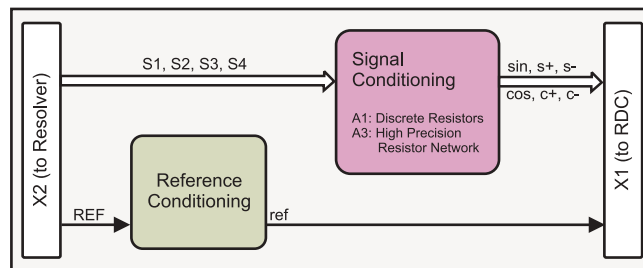 X2 (to Resolver)
S1, S2, S3, S4
Signal
Conditioning
A1: Discrete Resistors
A3: High Precision
Resistor Network
sin, s+, s-
cos, c+, c-
X1 (to RDC)
REF
Reference
Conditioning
ref